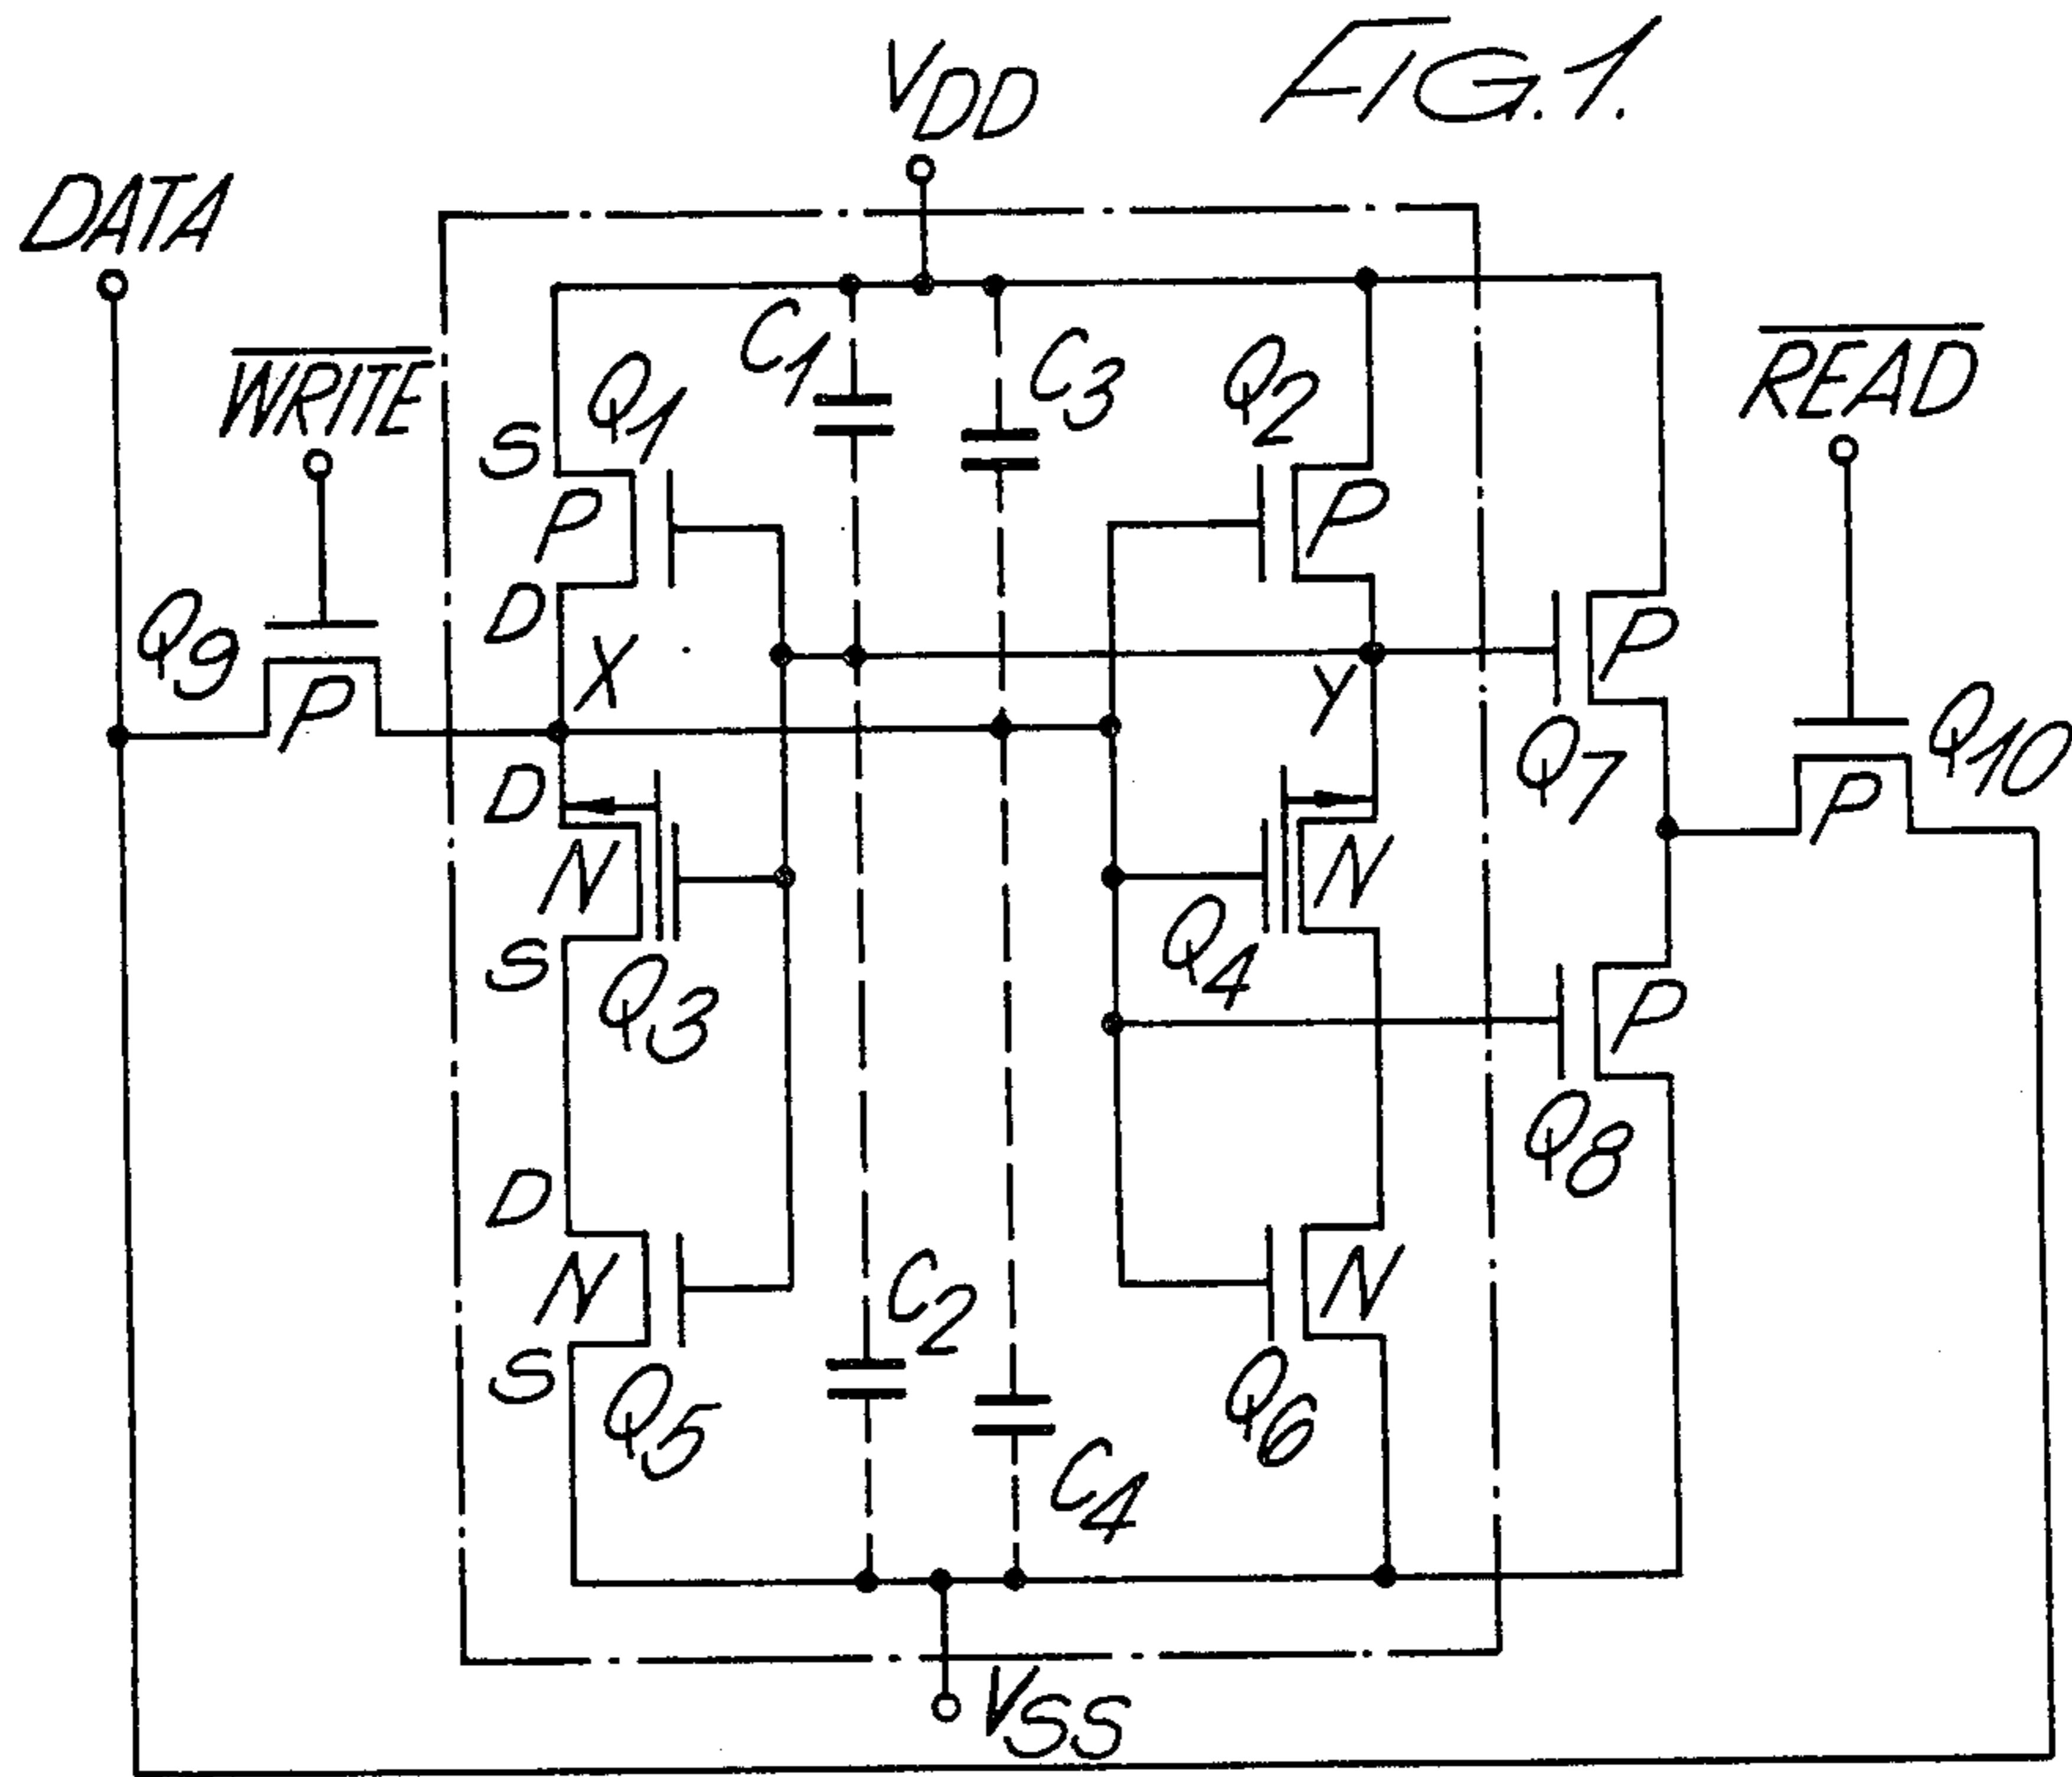 FIG.1.
VDD
DATA
WRITE
READ
C1
C3
Q1
Q2
S
P
P
D
Q9
P
X
Y
P
Q7
Q10
P
D
N
N
S
Q3
Q4
P
Q8
D
N
N
S
Q5
C2
Q6
C4
VSS